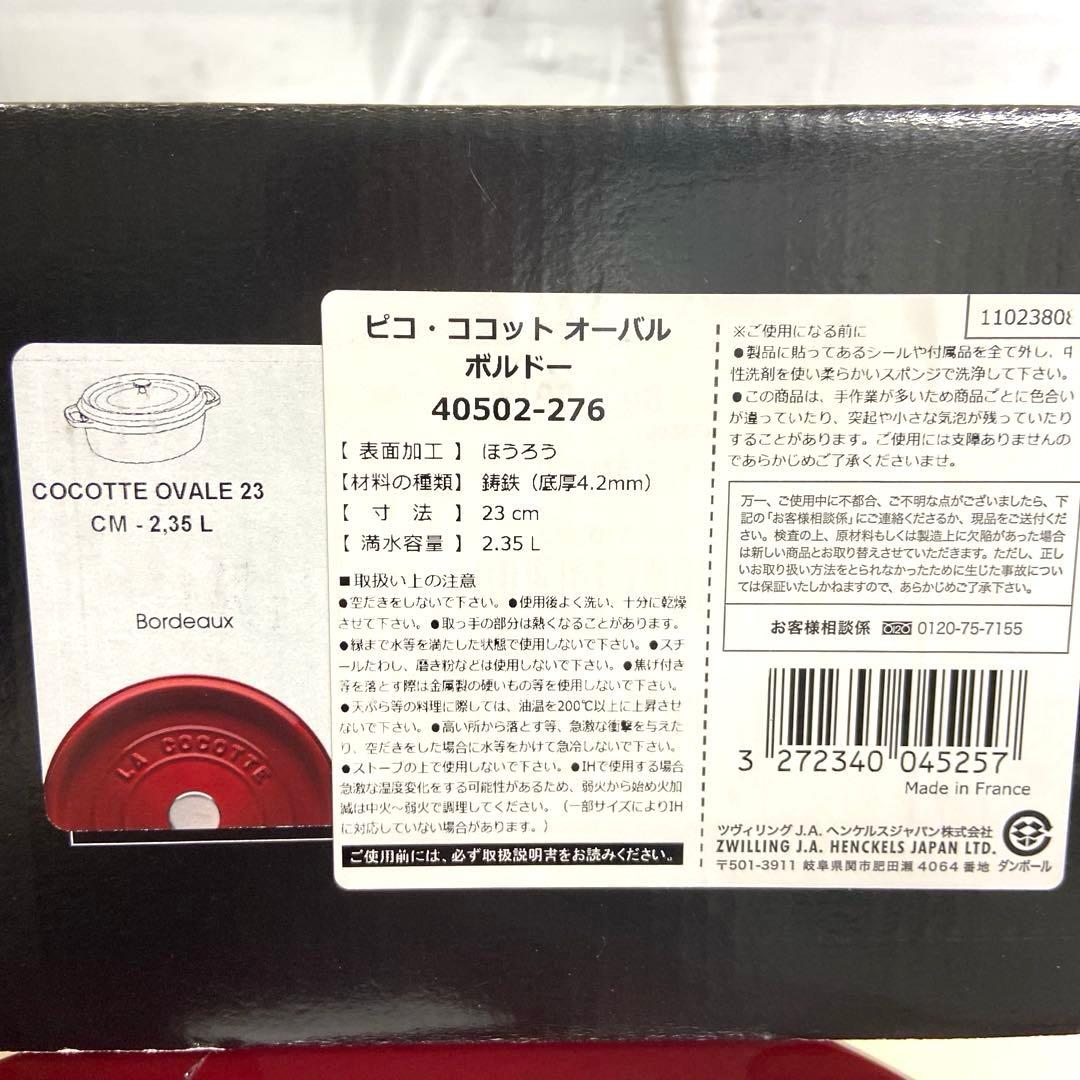 COCOTTE OVALE 23
CM - 2,35 L
Bordeaux
LA COCOTTE
ピコ・ココット オーバル
ボルドー
40502-276
【 表面加工 】 ほうろう
【材料の種類】 鋳鉄（底厚4.2mm）
【 寸 法 】 23 cm
【 満水容量 】 2.35 L
■取扱い上の注意
●空だきをしないで下さい。●使用後よく洗い、十分に乾燥
させて下さい。●取っ手の部分は熱くなることがあります。
●縁まで水等を満たした状態で使用しないで下さい。●スチ
ールたわし、磨き粉などは使用しないで下さい。●焦げ付き
等を落とす際は金属製の硬いもの等を使用しないで下さい。
●天ぷら等の料理に際しては、油温を200℃以上に上昇させ
ないで下さい。●高い所から落とす等、急激な衝撃を与えた
り、空だきをした場合に水等をかけて急冷しないで下さい。
●ストーブの上で使用しないで下さい。●IHで使用する場合
急激な温度変化をする可能性があるため、弱火から始め火加
減は中火～弱火で調理してください。（一部サイズによりIH
に対応していない場合があります。）
ご使用前には、必ず取扱説明書をお読みください。
11023808
※ご使用になる前に
●製品に貼ってあるシールや付属品を全て外し、中
性洗剤を使い柔らかいスポンジで洗浄して下さい。
●この商品は、手作業が多いため商品ごとに色合い
が違っていたり、突起や小さな気泡が残っていたり
することがあります。ご使用には支障ありませんの
であらかじめご了承くださいませ。
万一、ご使用中に不都合、ご不明な点がございましたら、下
記の「お客様相談係」にご連絡くださるか、現品をご送付くださ
い。検査の上、原材料もしくは製造上に欠陥があった場合
は新しい商品とお取り替えさせていただきます。ただし、正し
いお取り扱い方法をとられなかったために生じた事故につい
ては保証いたしかねますので、あらかじめご了承下さい。
お客様相談係 0120-75-7155
3 272340 045257
Made in France
ツヴィリング J.A. ヘンケルスジャパン株式会社
ZWILLING J.A. HENCKELS JAPAN LTD.
〒501-3911 岐阜県関市肥田瀬 4064 番地 ダンボール